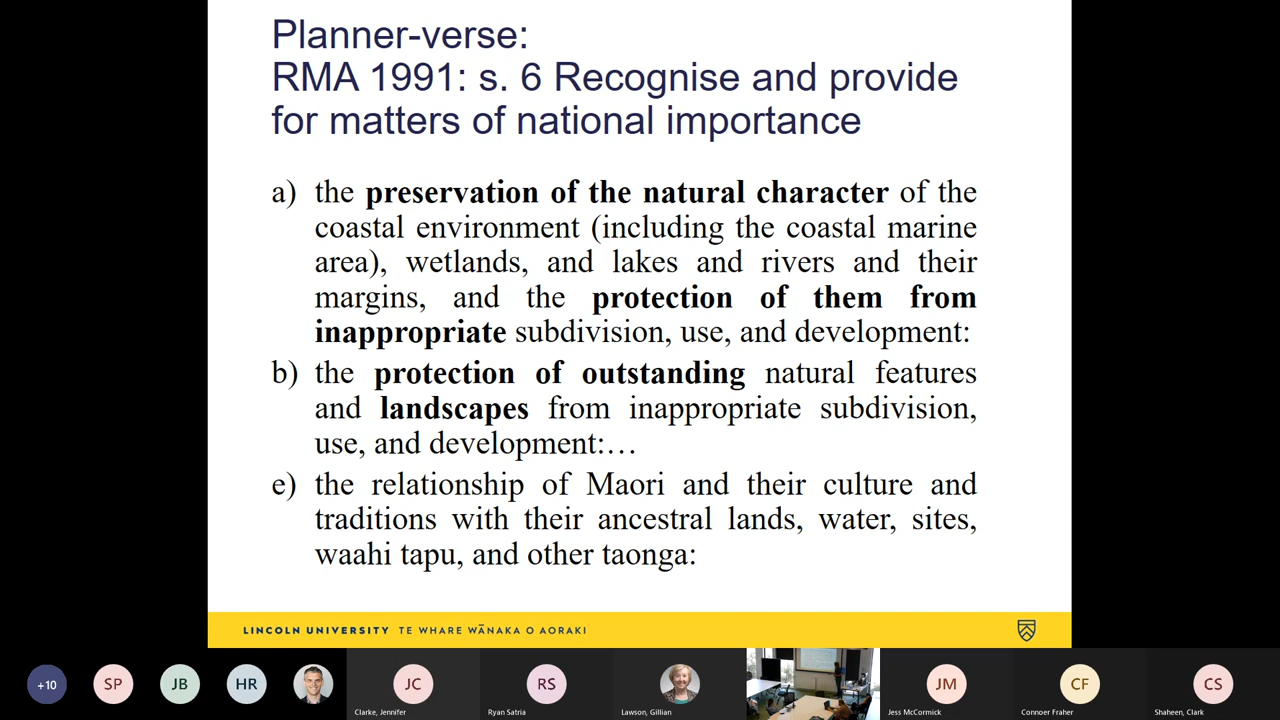 Planner-verse:
RMA 1991: s. 6 Recognise and provide
for matters of national importance
a) the preservation of the natural character of the
coastal environment (including the coastal marine
area), wetlands, and lakes and rivers and their
margins, and the protection of them from
inappropriate subdivision, use, and development:
b) the protection of outstanding natural features
and landscapes from inappropriate subdivision,
use, and development:…
e) the relationship of Maori and their culture and
traditions with their ancestral lands, water, sites,
waahi tapu, and other taonga:
LINCOLN UNIVERSITY TE WHARE WĀNAKA O AORAKI
+10 SP JB HR JC RS JM CF CS
Clarke, Jennifer Ryan Satria Lawson, Gillian Jess McCormick Connoer Fraher Shaheen, Clark